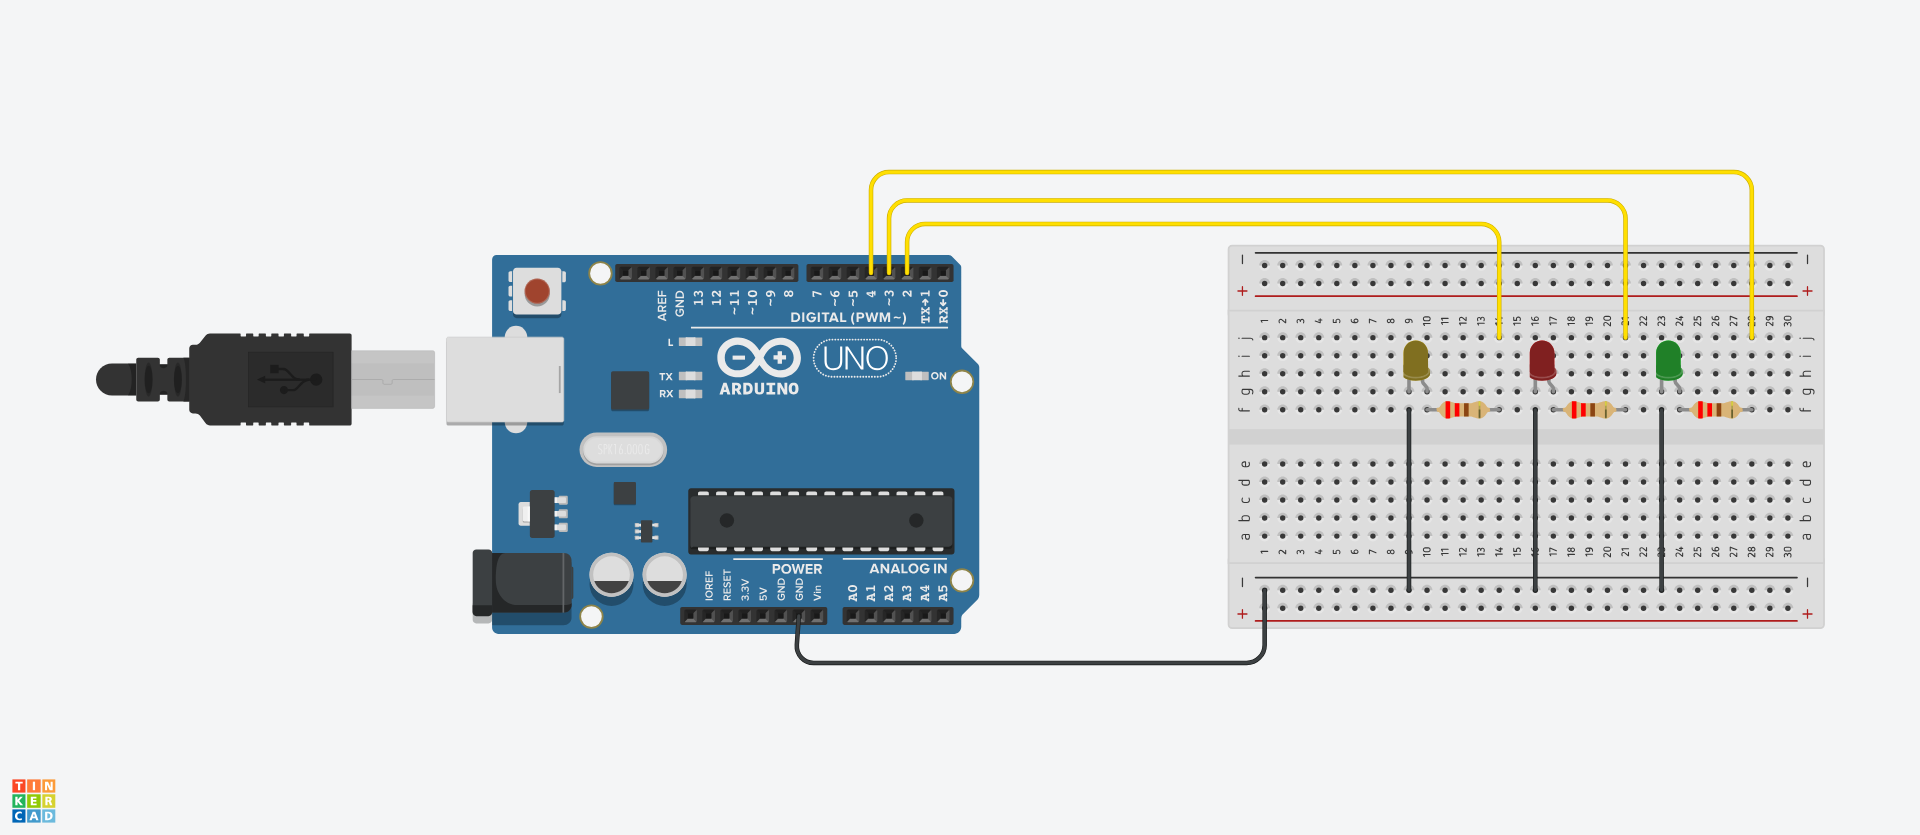 AREF
GND
13
12
~11
~10
~9
8
7
~6
~5
4
~3
2
TX→1
RX←0
DIGITAL (PWM~)
L
TX
RX
ARDUINO
UNO
ON
SPK16.000G
POWER
ANALOG IN
IOREF
RESET
3.3V
5V
GND
GND
Vin
A0
A1
A2
A3
A4
A5
− −
+ +
1 2 3 4 5 6 7 8 9 10 11 12 13 14 15 16 17 18 19 20 21 22 23 24 25 26 27 28 29 30
j j
i i
h h
g g
f f
e e
d d
c c
b b
a a
1 2 3 4 5 6 7 8 9 10 11 12 13 14 15 16 17 18 19 20 21 22 23 24 25 26 27 28 29 30
− −
+ +
TIN
KER
CAD